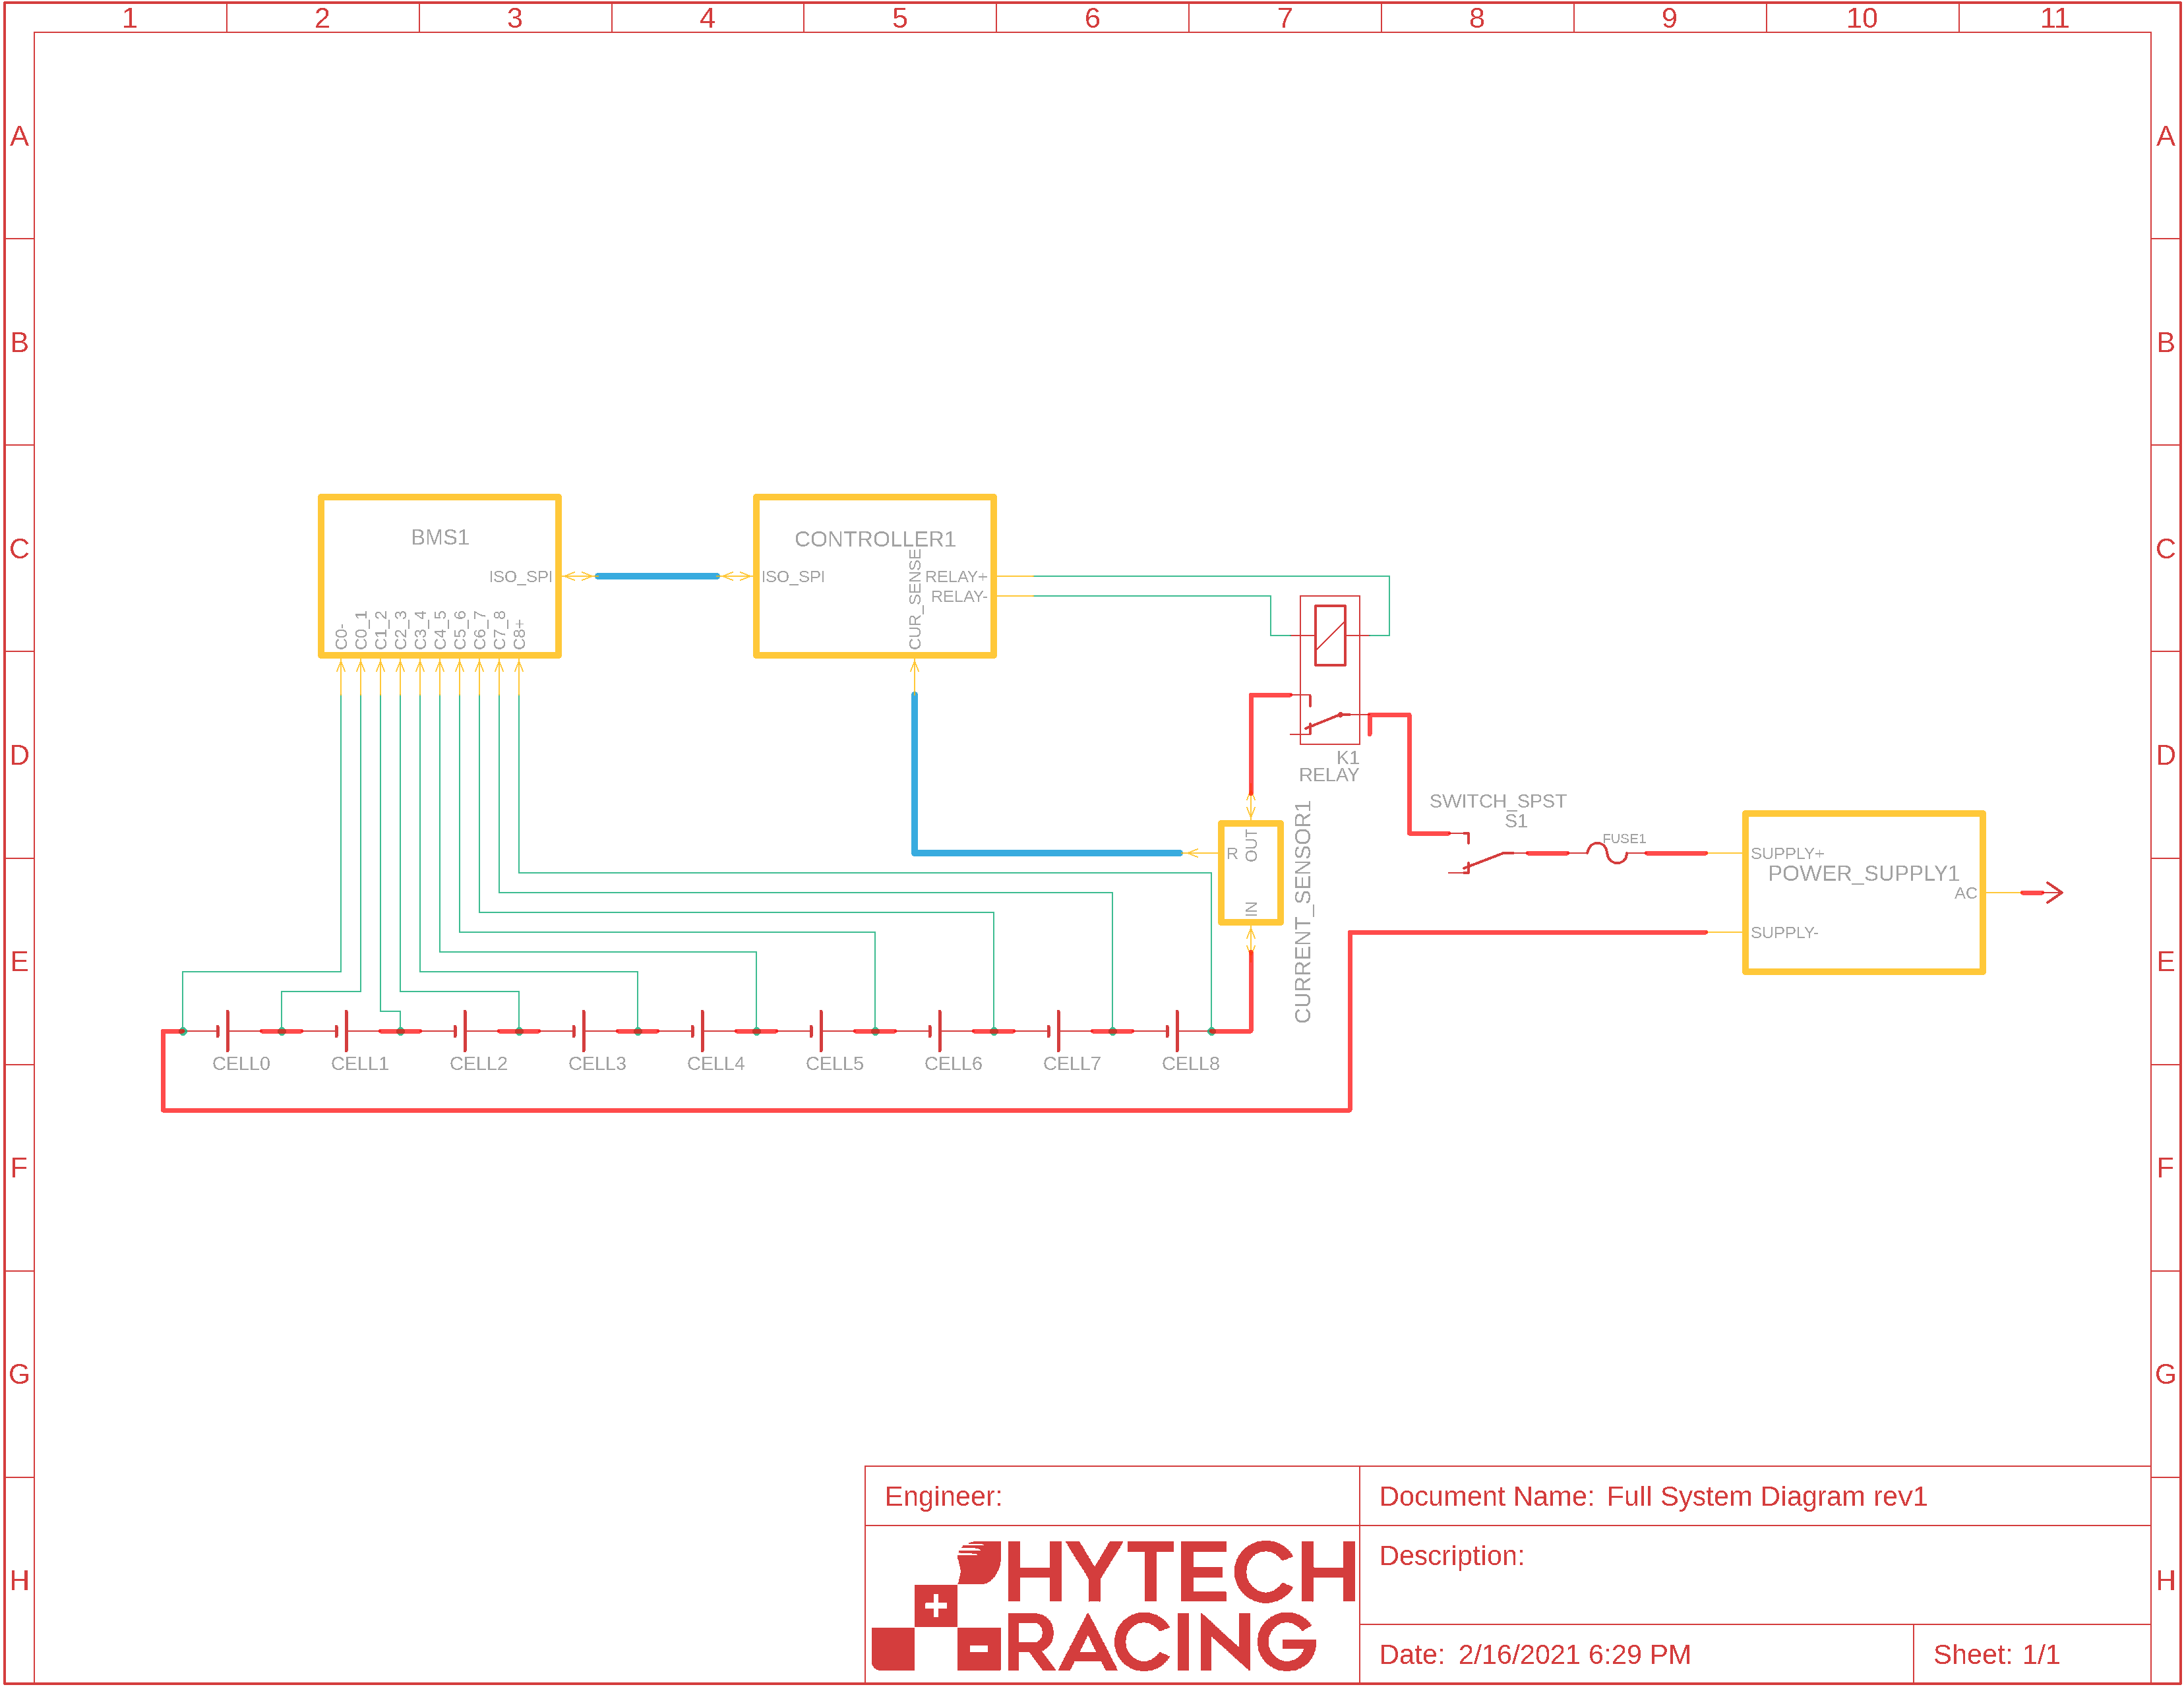 1 2 3 4 5 6 7 8 9 10 11
A A
B B
C C
D D
E E
F F
G G
H H
BMS1
ISO_SPI
C0-
C0_1
C1_2
C2_3
C3_4
C4_5
C5_6
C6_7
C7_8
C8+
CONTROLLER1
ISO_SPI
CUR_SENSE
RELAY+
RELAY-
K1
RELAY
CURRENT_SENSOR1
R
OUT
IN
SWITCH_SPST
S1
FUSE1
SUPPLY+
POWER_SUPPLY1
AC
SUPPLY-
CELL0 CELL1 CELL2 CELL3 CELL4 CELL5 CELL6 CELL7 CELL8
Engineer:
Document Name: Full System Diagram rev1
HYTECH
RACING
Description:
Date: 2/16/2021 6:29 PM
Sheet: 1/1